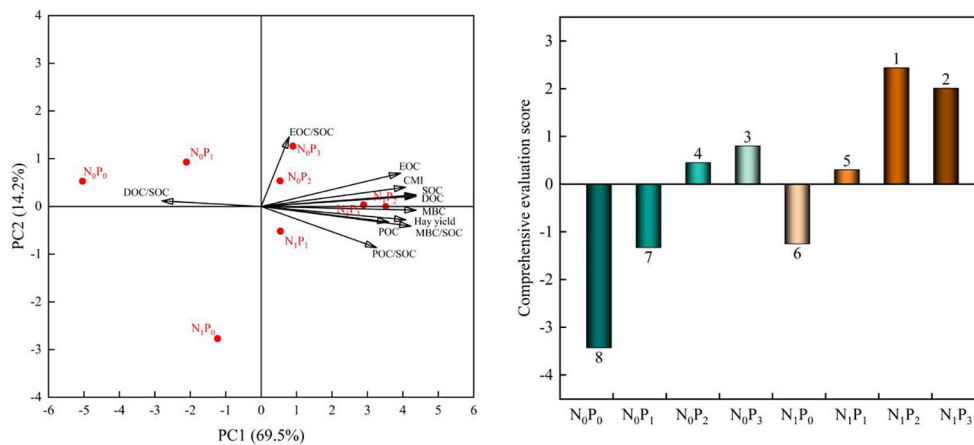 4
3
2
1
0
-1
-2
-3
-4
PC2 (14.2%)
-6 -5 -4 -3 -2 -1 0 1 2 3 4 5 6
PC1 (69.5%)
EOC/SOC
N₀P₃
N₀P₁
N₀P₀
N₀P₂
EOC
CMI
SOC
DOC
DOC/SOC
N₁P₂
N₁P₃
MBC
Hay yield
POC
MBC/SOC
N₁P₁
POC/SOC
N₁P₀
Comprehensive evaluation score
3
2
1
0
-1
-2
-3
-4
8
7
4
3
6
5
1
2
N₀P₀ N₀P₁ N₀P₂ N₀P₃ N₁P₀ N₁P₁ N₁P₂ N₁P₃